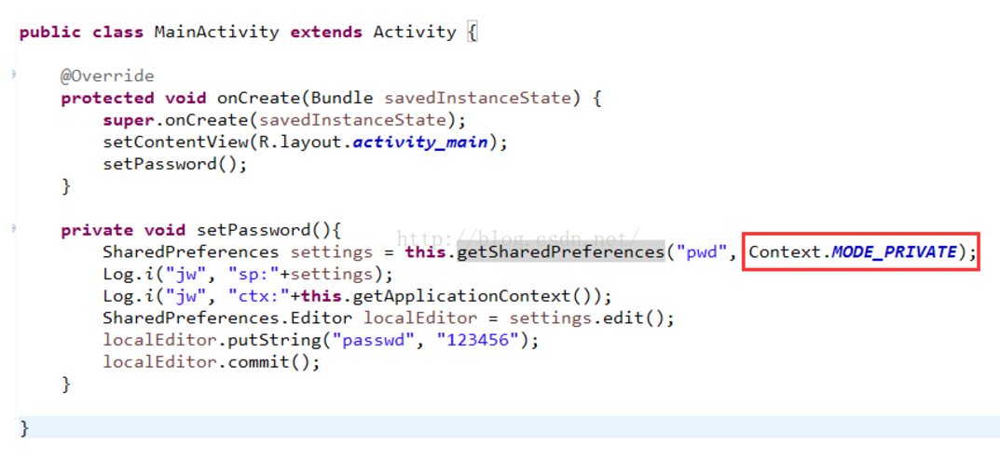 public class MainActivity extends Activity {
@Override
protected void onCreate(Bundle savedInstanceState) {
super.onCreate(savedInstanceState);
setContentView(R.layout.activity_main);
setPassword();
}
private void setPassword(){
http://blog.csdn.net/
SharedPreferences settings = this.getSharedPreferences("pwd", Context.MODE_PRIVATE);
Log.i("jw", "sp:"+settings);
Log.i("jw", "ctx:"+this.getApplicationContext());
SharedPreferences.Editor localEditor = settings.edit();
localEditor.putString("passwd", "123456");
localEditor.commit();
}
}